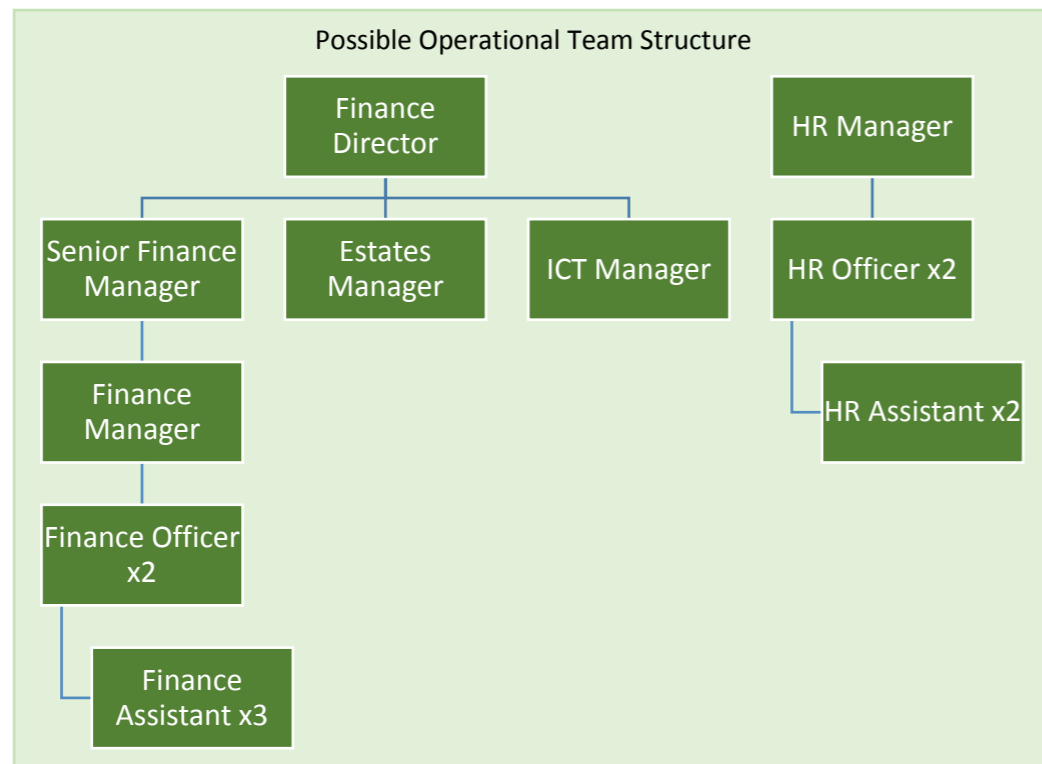 Possible Operational Team Structure
Finance
Director
HR Manager
Senior Finance
Manager
Estates
Manager
ICT Manager
HR Officer x2
Finance
Manager
HR Assistant x2
Finance Officer
x2
Finance
Assistant x3